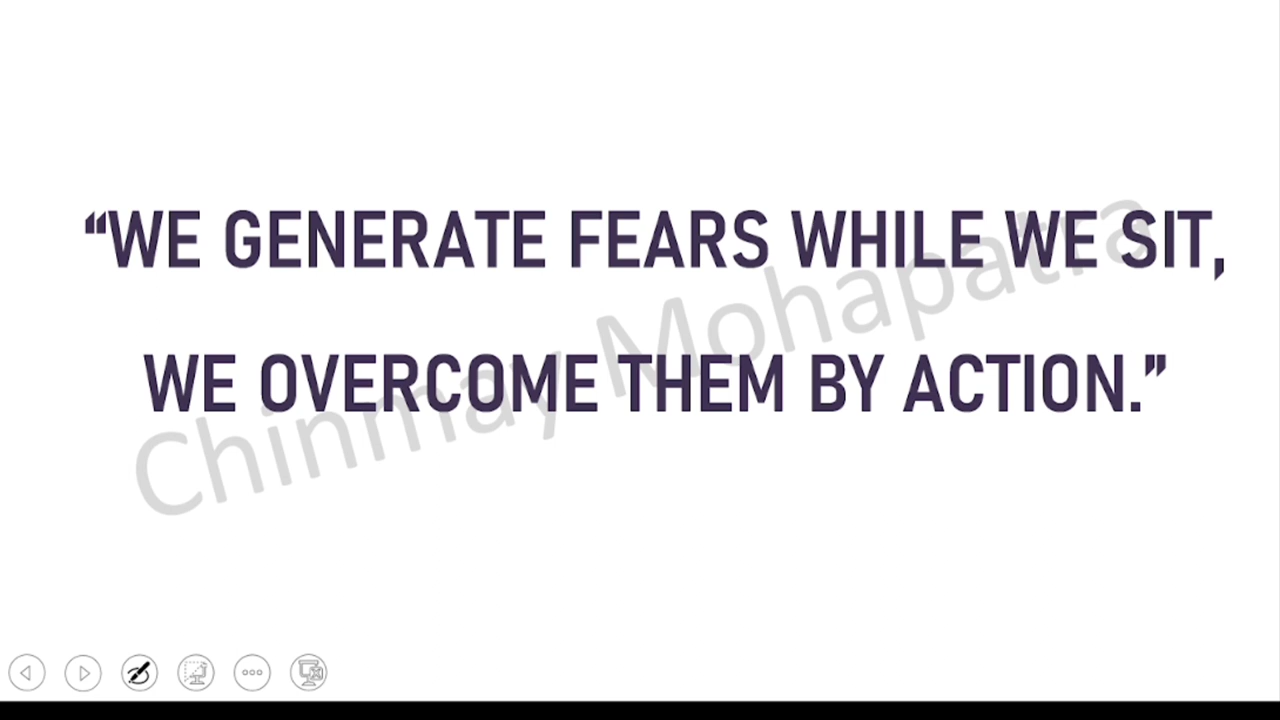 “WE GENERATE FEARS WHILE WE SIT,
WE OVERCOME THEM BY ACTION.”
Chinmay Mohapatra